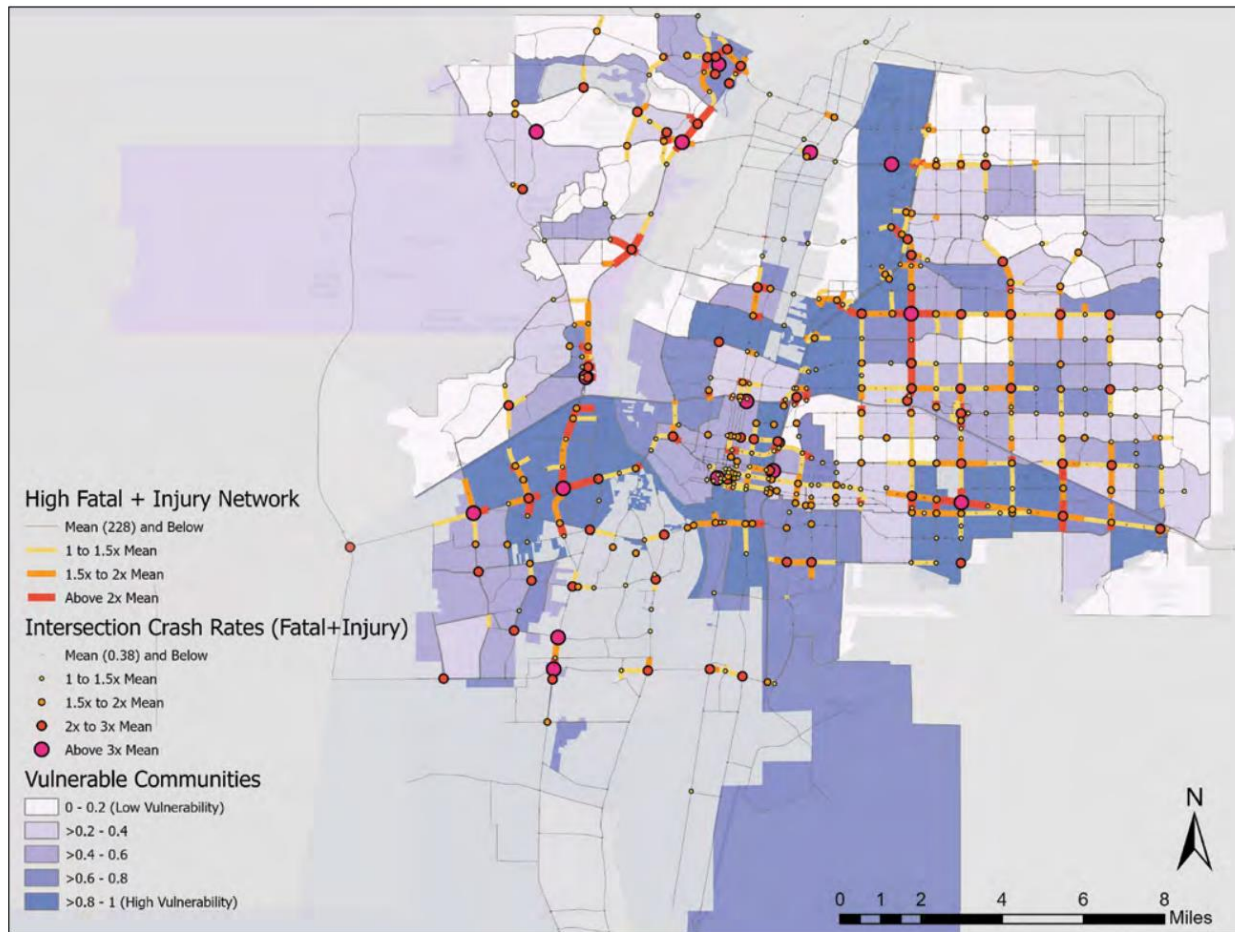 High Fatal + Injury Network
Mean (228) and Below
1 to 1.5x Mean
1.5x to 2x Mean
Above 2x Mean
Intersection Crash Rates (Fatal+Injury)
Mean (0.38) and Below
1 to 1.5x Mean
1.5x to 2x Mean
2x to 3x Mean
Above 3x Mean
Vulnerable Communities
0 - 0.2 (Low Vulnerability)
>0.2 - 0.4
>0.4 - 0.6
>0.6 - 0.8
>0.8 - 1 (High Vulnerability)
N
0 1 2 4 6 8
Miles